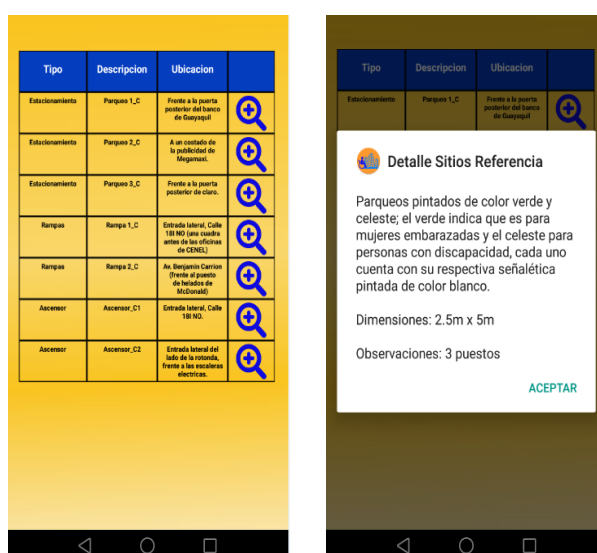 Tipo Descripcion Ubicacion
Estacionamiento Parqueo 1_C Frente a la puerta
posterior del banco
de Guayaquil
Estacionamiento Parqueo 2_C A un costado de
la publicidad de
Megamaxi.
Estacionamiento Parqueo 3_C Frente a la puerta
posterior de claro.
Rampas Rampa 1_C Entrada lateral, Calle
18I NO (una cuadra
antes de las oficinas
de CENEL)
Rampas Rampa 2_C Av. Benjamin Carrion
(frente al puesto
de helados de
McDonald)
Ascensor Ascensor_C1 Entrada lateral, Calle
18I NO.
Ascensor Ascensor_C2 Entrada lateral del
lado de la rotonda,
frente a las escaleras
electricas.
Tipo Descripcion Ubicacion
Estacionamiento Parqueo 1_C Frente a la puerta
posterior del banco
de Guayaquil
Detalle Sitios Referencia
Parqueos pintados de color verde y
celeste; el verde indica que es para
mujeres embarazadas y el celeste para
personas con discapacidad, cada uno
cuenta con su respectiva señalética
pintada de color blanco.
Dimensiones: 2.5m x 5m
Observaciones: 3 puestos
ACEPTAR